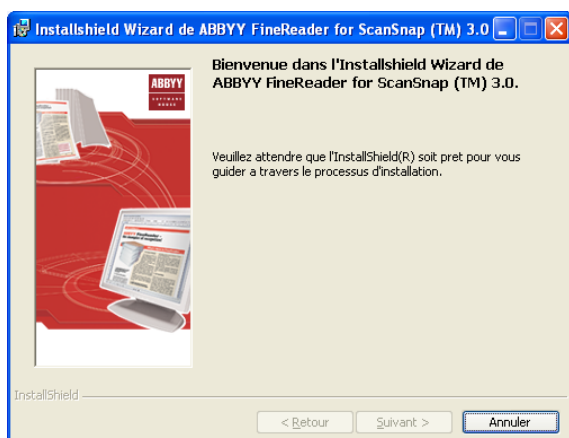 Installshield Wizard de ABBYY FineReader for ScanSnap (TM) 3.0
Bienvenue dans l'Installshield Wizard de
ABBYY FineReader for ScanSnap (TM) 3.0.
ABBYY
SOFTWARE
HOUSE
Veuillez attendre que l'InstallShield(R) soit pret pour vous
guider a travers le processus d'installation.
InstallShield
< Retour
Suivant >
Annuler